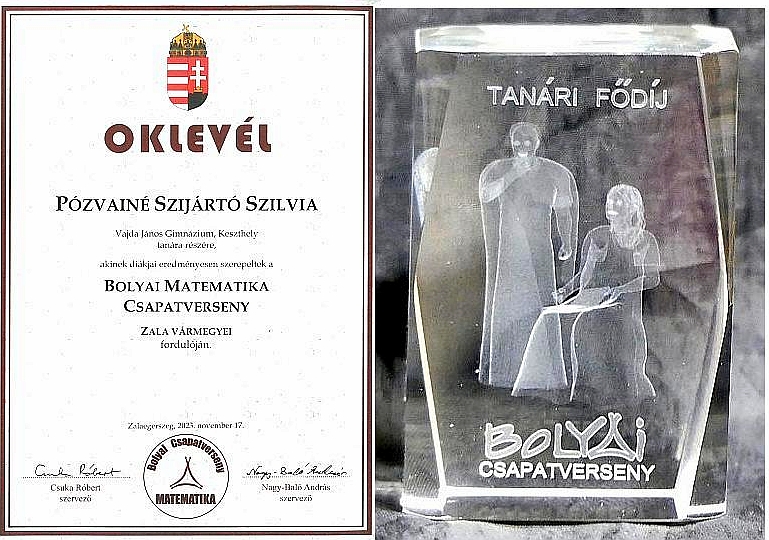 OKLEVÉL
PÓZVAINÉ SZIJÁRTÓ SZILVIA
Vajda János Gimnázium, Keszthely
tanára részére,
akinek diákjai eredményesen szerepeltek a
BOLYAI MATEMATIKA
CSAPATVERSENY
ZALA VÁRMEGYEI
fordulóján.
Zalaegerszeg, 2023. november 17.
Bolyai Csapatverseny
MATEMATIKA
Csuka Róbert
szervező
Nagy-Baló András
szervező
TANÁRI FŐDÍJ
BOLYAI
CSAPATVERSENY